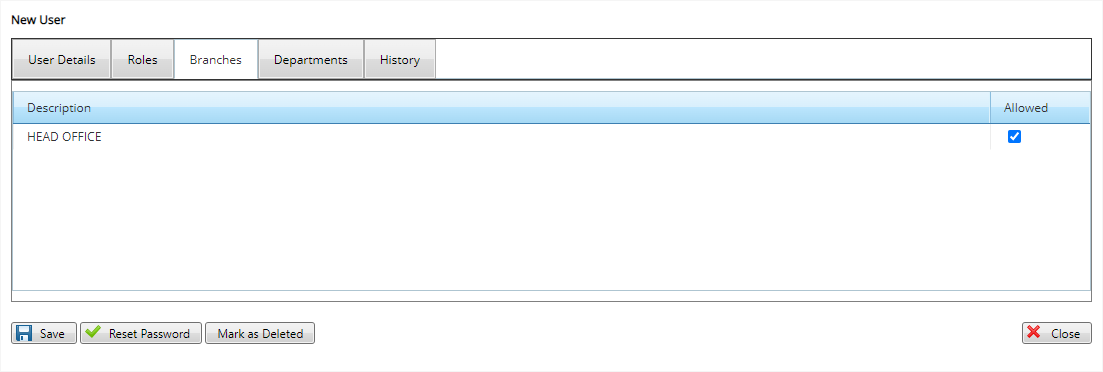 New User
User Details Roles Branches Departments History
Description Allowed
HEAD OFFICE
Save Reset Password Mark as Deleted Close